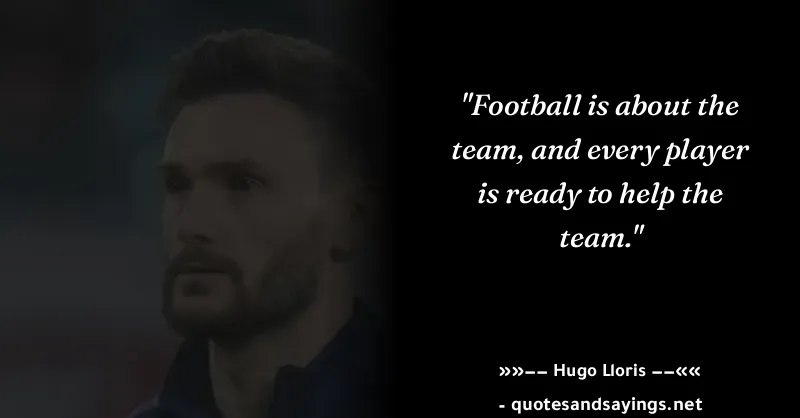 "Football is about the
team, and every player
is ready to help the
team."
»»−− Hugo Lloris −−««
- quotesandsayings.net